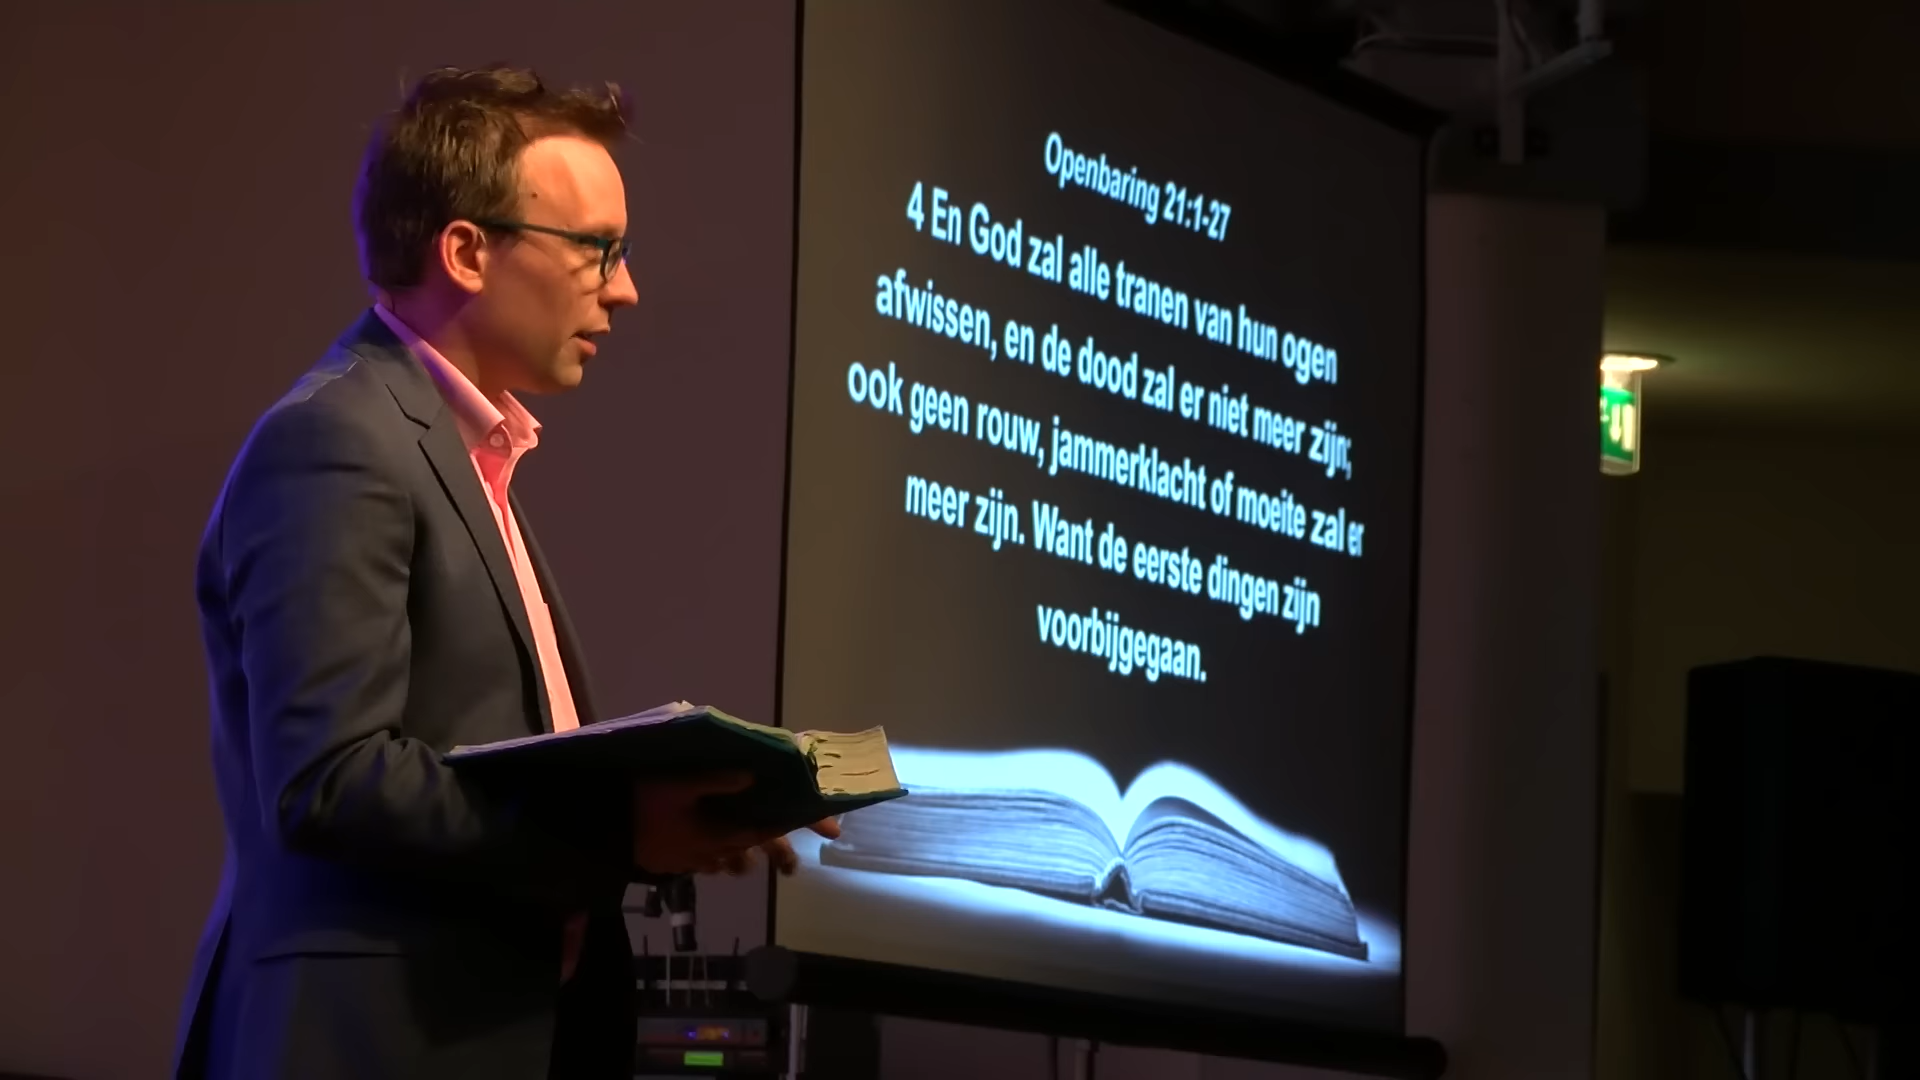 Openbaring 21:1-27
4 En God zal alle tranen van hun ogen
afwissen, en de dood zal er niet meer zijn;
ook geen rouw, jammerklacht of moeite zal er
meer zijn. Want de eerste dingen zijn
voorbijgegaan.